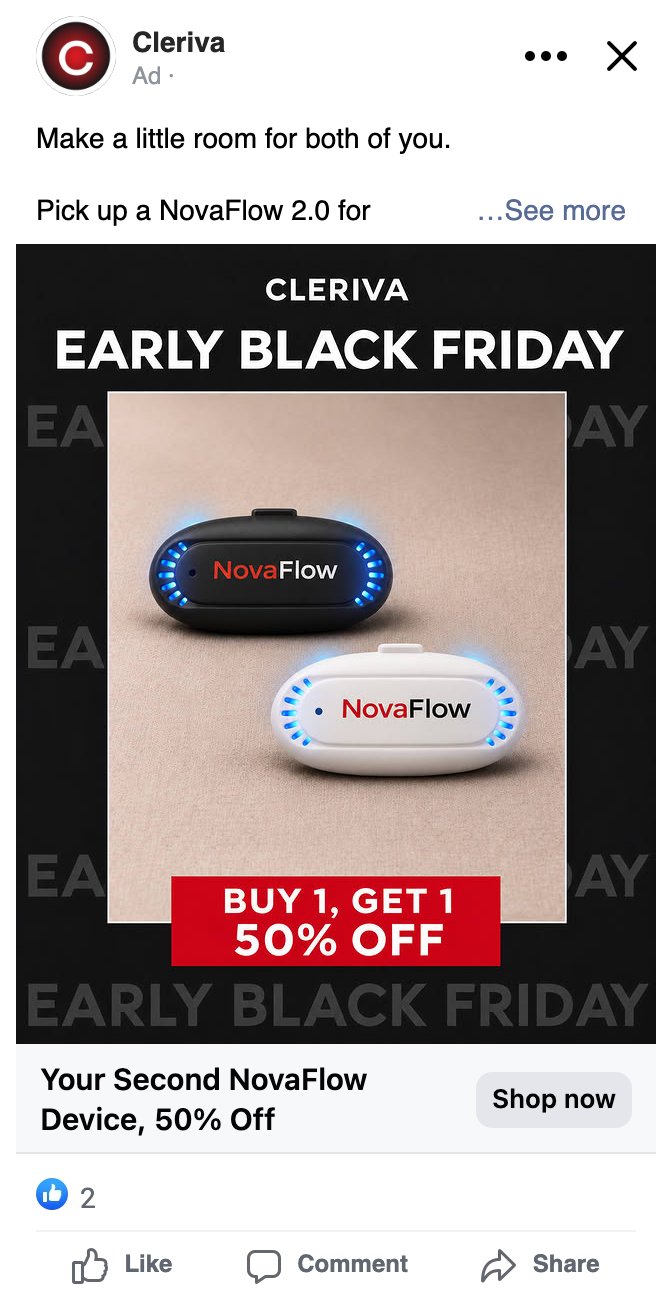 C
Cleriva
Ad ·
Make a little room for both of you.
Pick up a NovaFlow 2.0 for ...See more
CLERIVA
EARLY BLACK FRIDAY
EA AY
NovaFlow
EA AY
NovaFlow
EA AY
BUY 1, GET 1
50% OFF
EARLY BLACK FRIDAY
Your Second NovaFlow
Device, 50% Off
Shop now
2
Like Comment Share